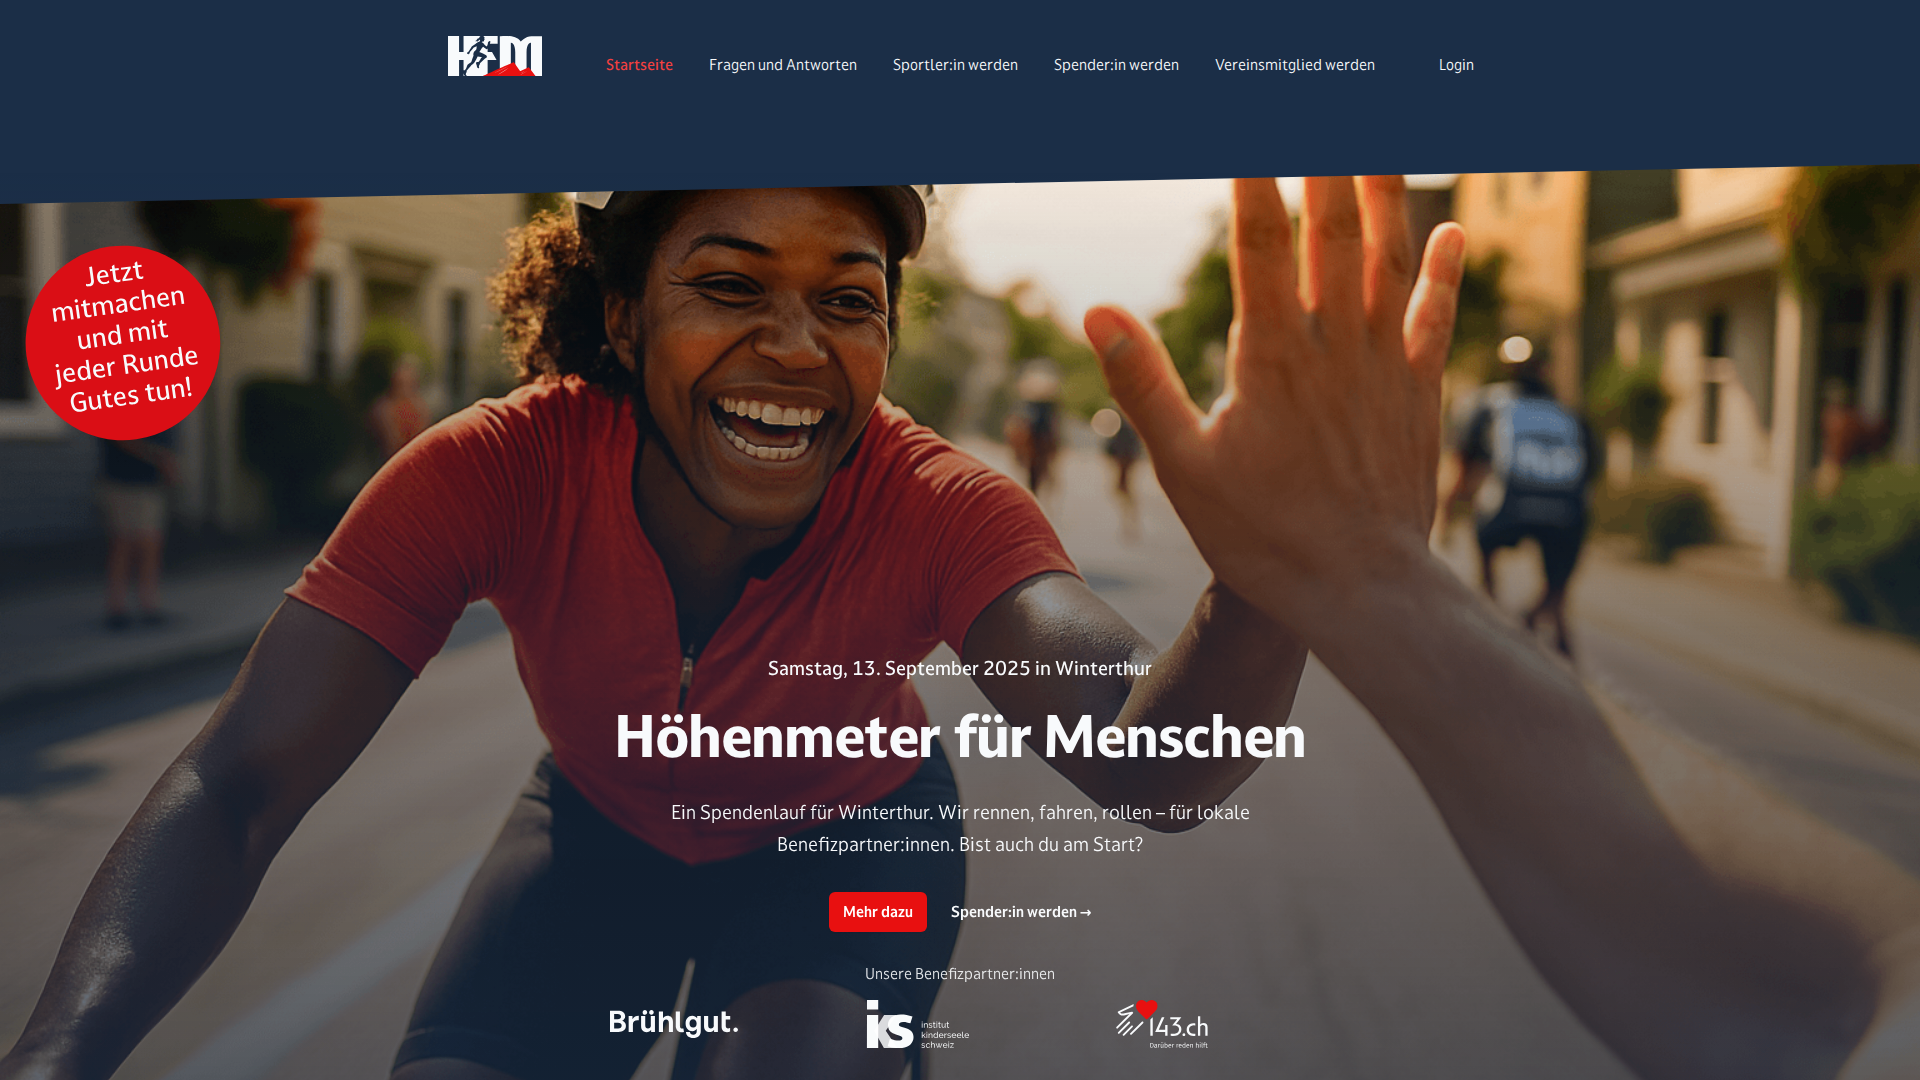 HFM
Startseite
Fragen und Antworten
Sportler:in werden
Spender:in werden
Vereinsmitglied werden
Login
Jetzt
mitmachen
und mit
jeder Runde
Gutes tun!
Samstag, 13. September 2025 in Winterthur
Höhenmeter für Menschen
Ein Spendenlauf für Winterthur. Wir rennen, fahren, rollen – für lokale
Benefizpartner:innen. Bist auch du am Start?
Mehr dazu
Spender:in werden →
Unsere Benefizpartner:innen
Brühlgut.
iks
institut
kinderseele
schweiz
143.ch
Darüber reden hilft